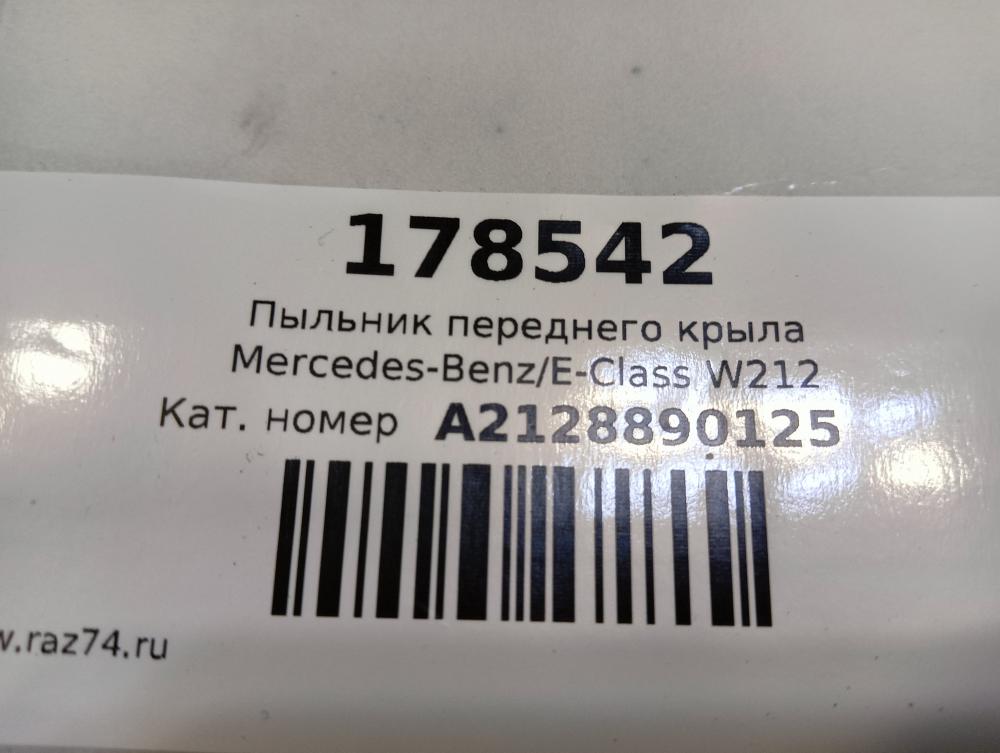 178542
Пыльник переднего крыла
Mercedes-Benz/E-Class W212
Кат. номер A2128890125
w.raz74.ru